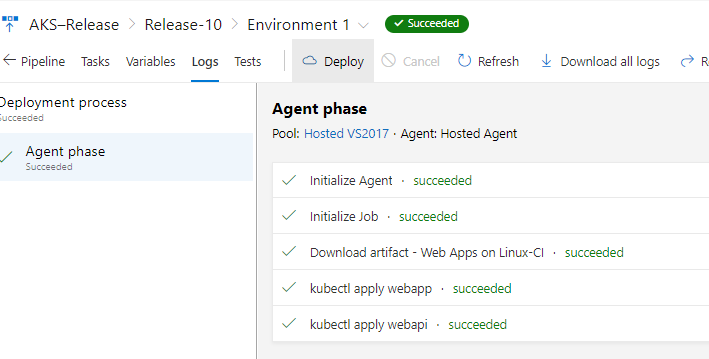 AKS–Release > Release-10 > Environment 1 Succeeded
Pipeline Tasks Variables Logs Tests Deploy Cancel Refresh Download all logs
Deployment process
Succeeded
Agent phase
Succeeded
Agent phase
Pool: Hosted VS2017 · Agent: Hosted Agent
Initialize Agent · succeeded
Initialize Job · succeeded
Download artifact - Web Apps on Linux-CI · succeeded
kubectl apply webapp · succeeded
kubectl apply webapi · succeeded